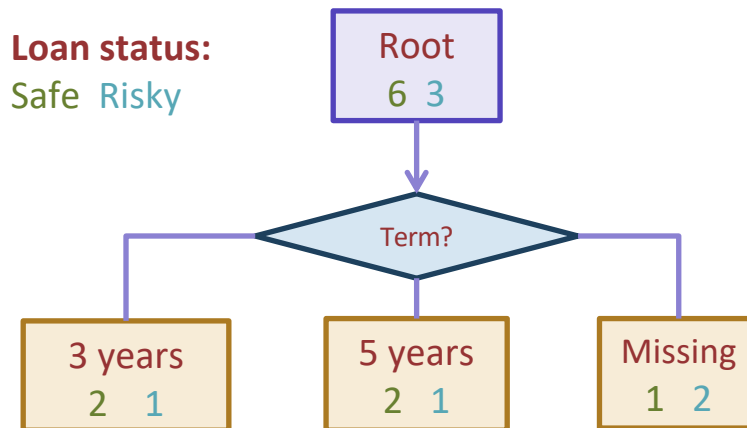 Loan status:
Safe Risky
Root
6 3
Term?
3 years
2 1
5 years
2 1
Missing
1 2